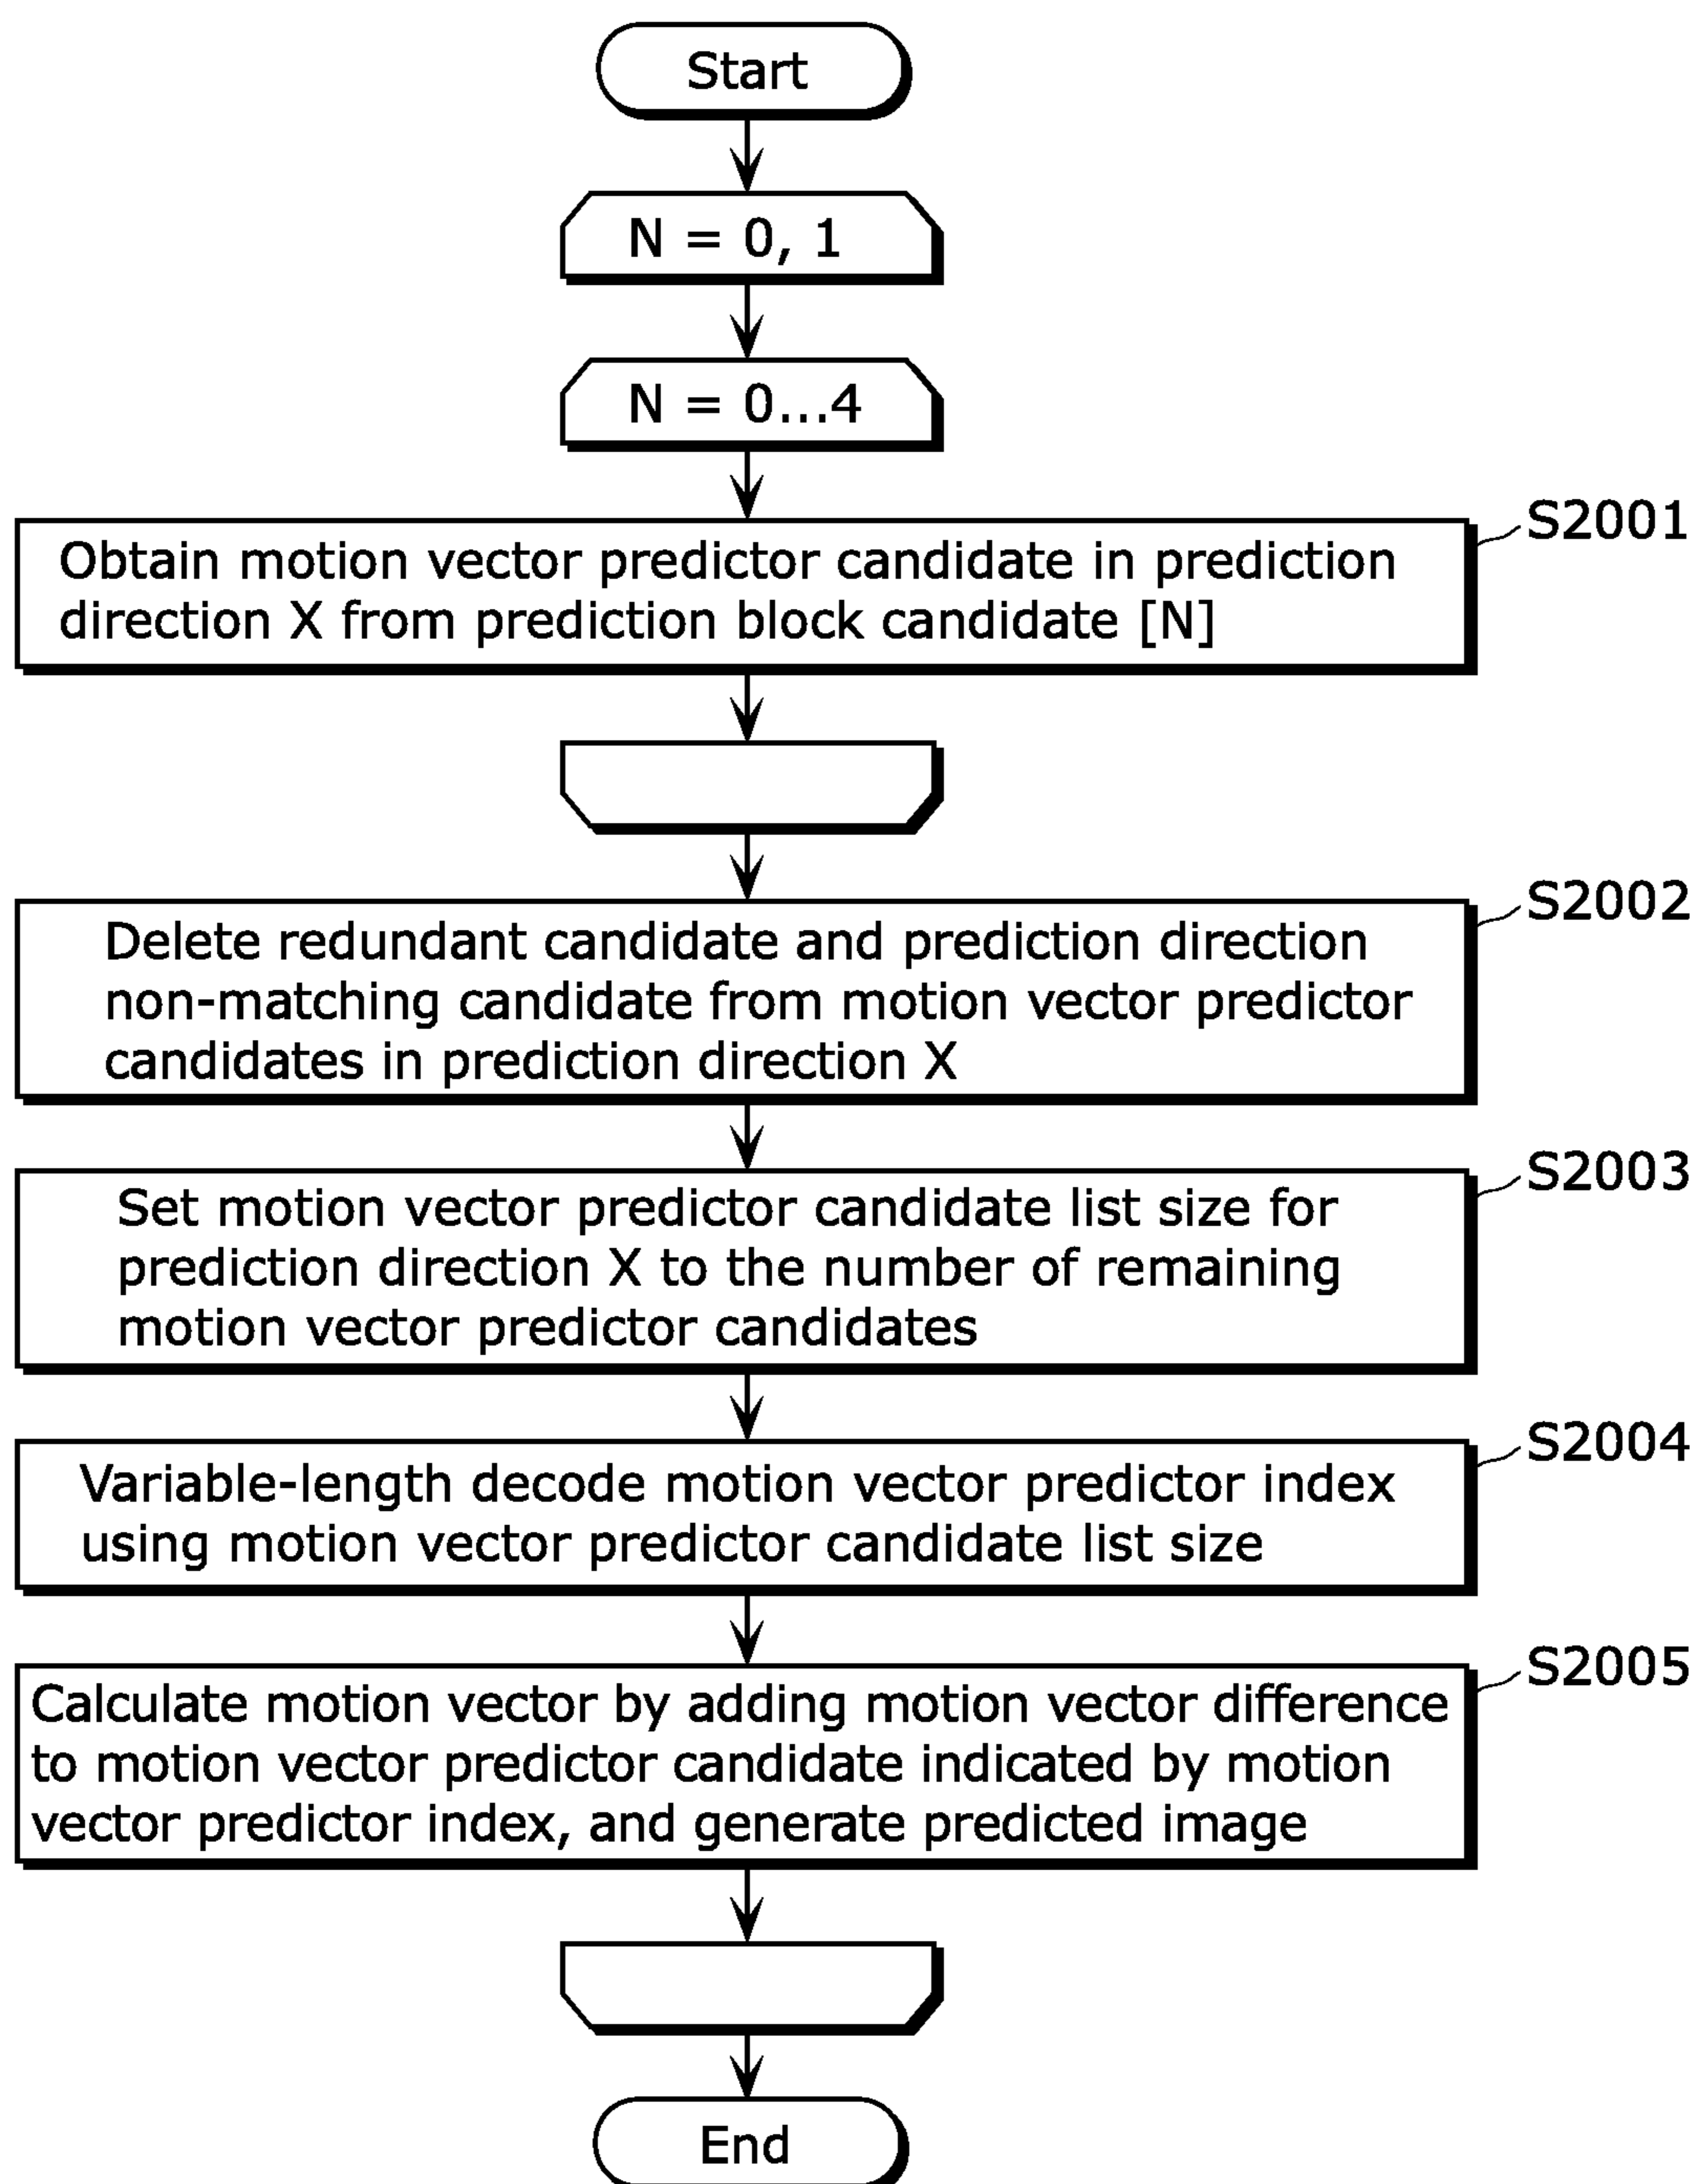 Start
N = 0, 1
N = 0...4
S2001
Obtain motion vector predictor candidate in prediction
direction X from prediction block candidate [N]
S2002
Delete redundant candidate and prediction direction
non-matching candidate from motion vector predictor
candidates in prediction direction X
S2003
Set motion vector predictor candidate list size for
prediction direction X to the number of remaining
motion vector predictor candidates
S2004
Variable-length decode motion vector predictor index
using motion vector predictor candidate list size
S2005
Calculate motion vector by adding motion vector difference
to motion vector predictor candidate indicated by motion
vector predictor index, and generate predicted image
End